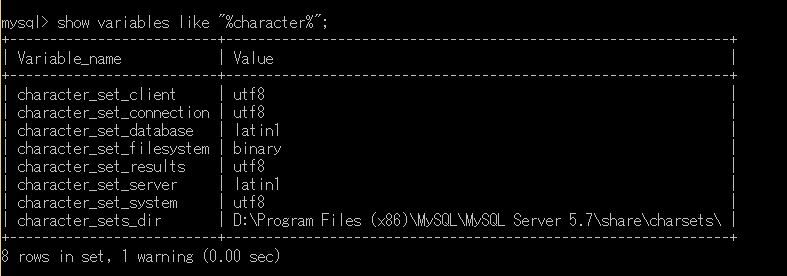 mysql> show variables like "%character%";
+--------------------------+---------------------------------------------------------+
| Variable_name | Value |
+--------------------------+---------------------------------------------------------+
| character_set_client | utf8 |
| character_set_connection | utf8 |
| character_set_database | latin1 |
| character_set_filesystem | binary |
| character_set_results | utf8 |
| character_set_server | latin1 |
| character_set_system | utf8 |
| character_sets_dir | D:\Program Files (x86)\MySQL\MySQL Server 5.7\share\charsets\ |
+--------------------------+---------------------------------------------------------+
8 rows in set, 1 warning (0.00 sec)